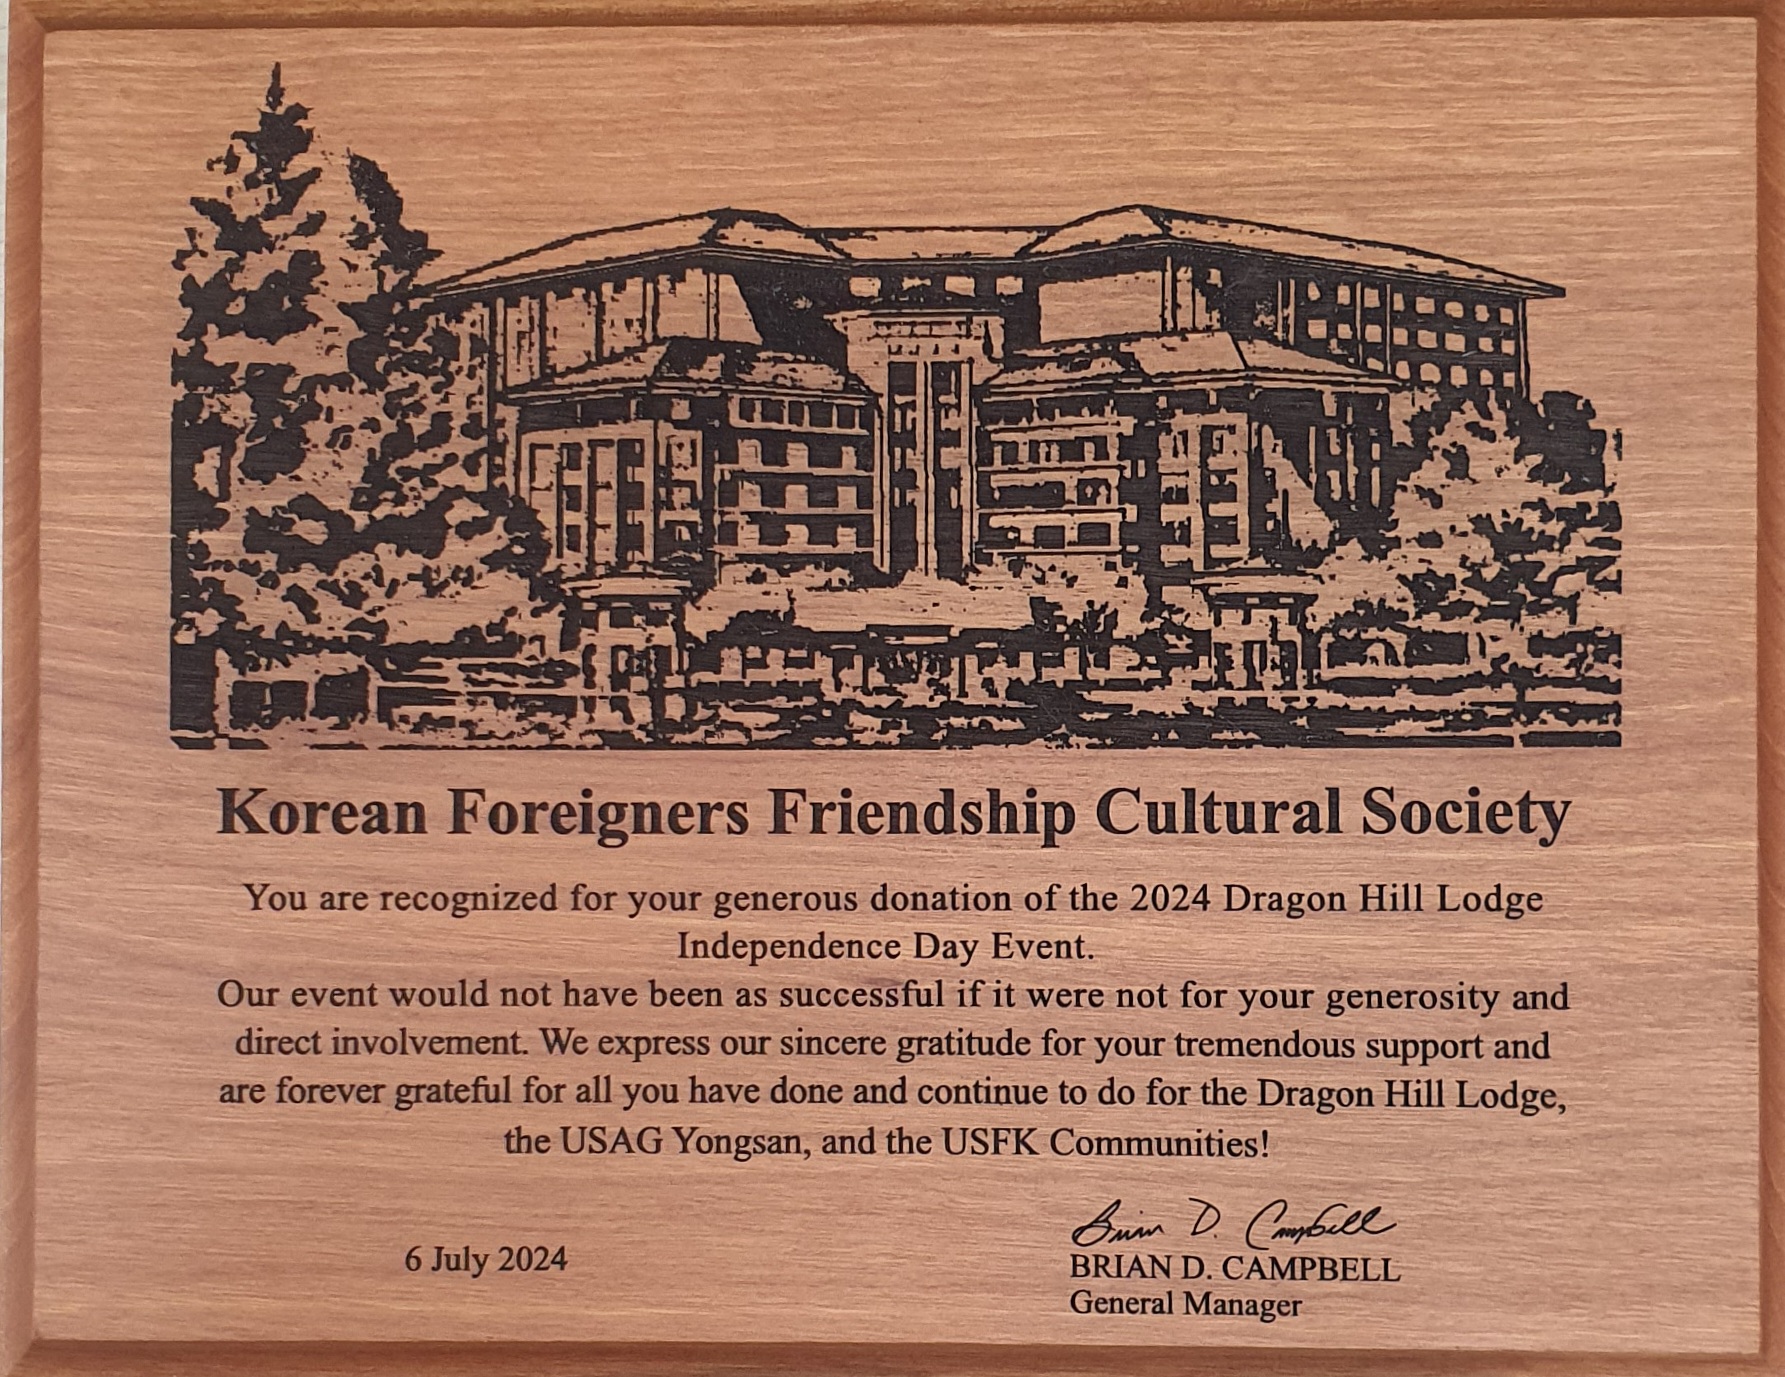 Korean Foreigners Friendship Cultural Society
You are recognized for your generous donation of the 2024 Dragon Hill Lodge
Independence Day Event.
Our event would not have been as successful if it were not for your generosity and
direct involvement. We express our sincere gratitude for your tremendous support and
are forever grateful for all you have done and continue to do for the Dragon Hill Lodge,
the USAG Yongsan, and the USFK Communities!
6 July 2024
Brian D. Campbell
BRIAN D. CAMPBELL
General Manager